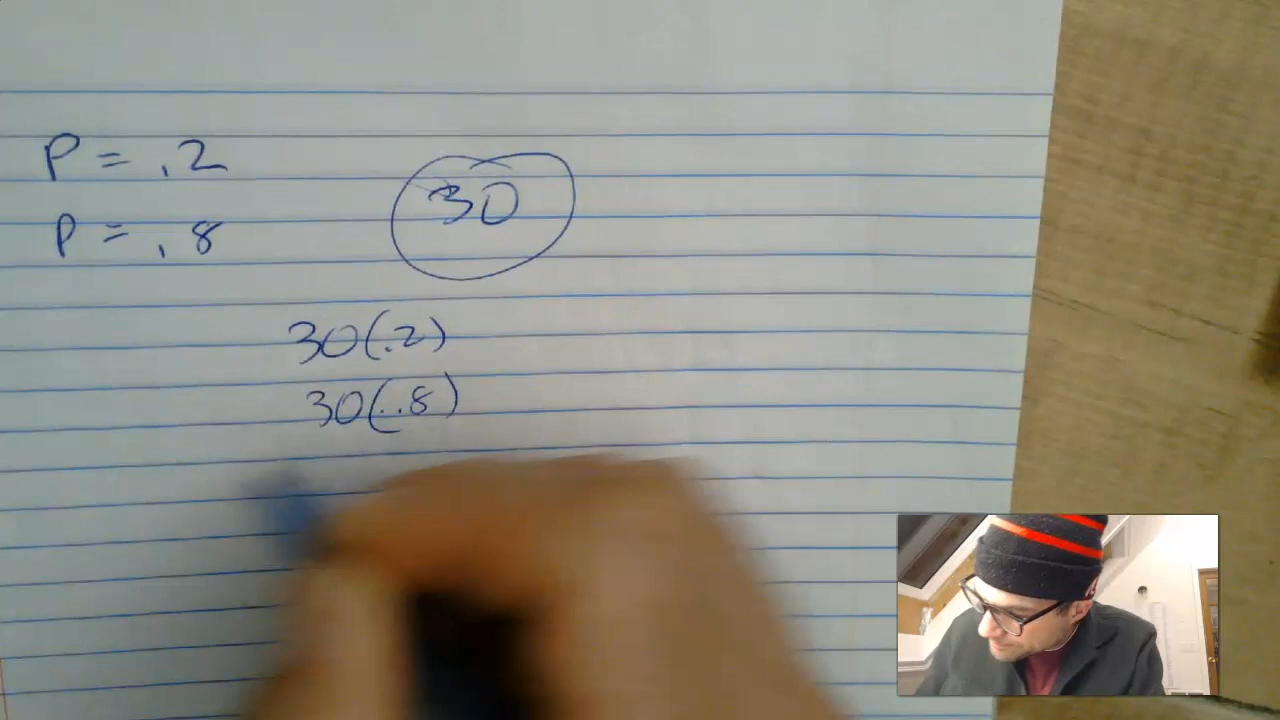 P = .2
30
P = .8
30(.2)
30(.8)